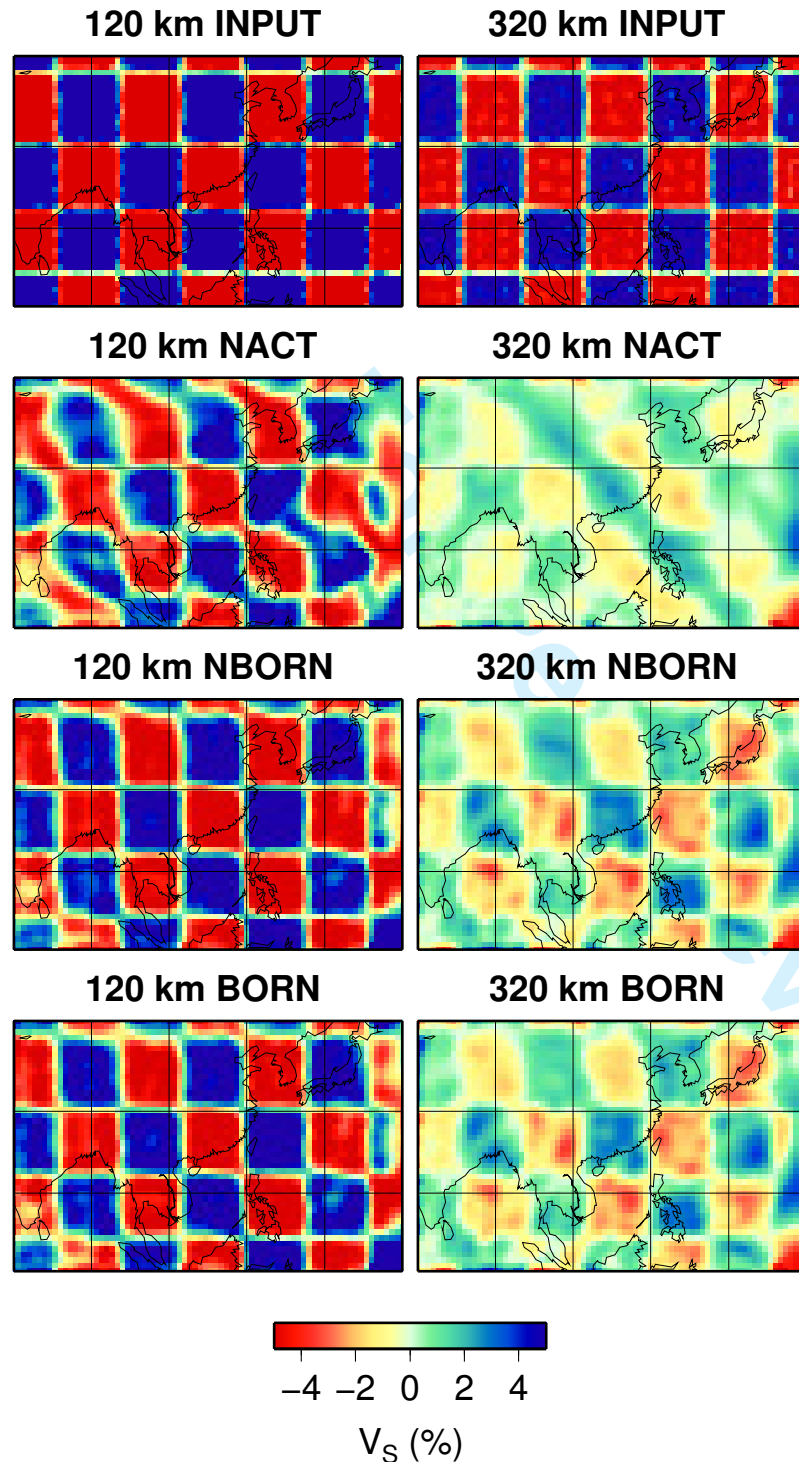 120 km INPUT
320 km INPUT
120 km NACT
320 km NACT
120 km NBORN
320 km NBORN
120 km BORN
320 km BORN
−4 −2 0 2 4
V_S (%)